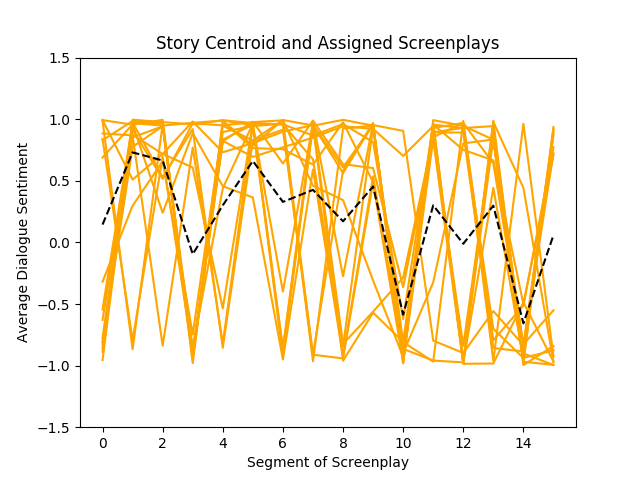 Story Centroid and Assigned Screenplays
1.5
1.0
0.5
0.0
−0.5
−1.0
−1.5
Average Dialogue Sentiment
0 2 4 6 8 10 12 14
Segment of Screenplay